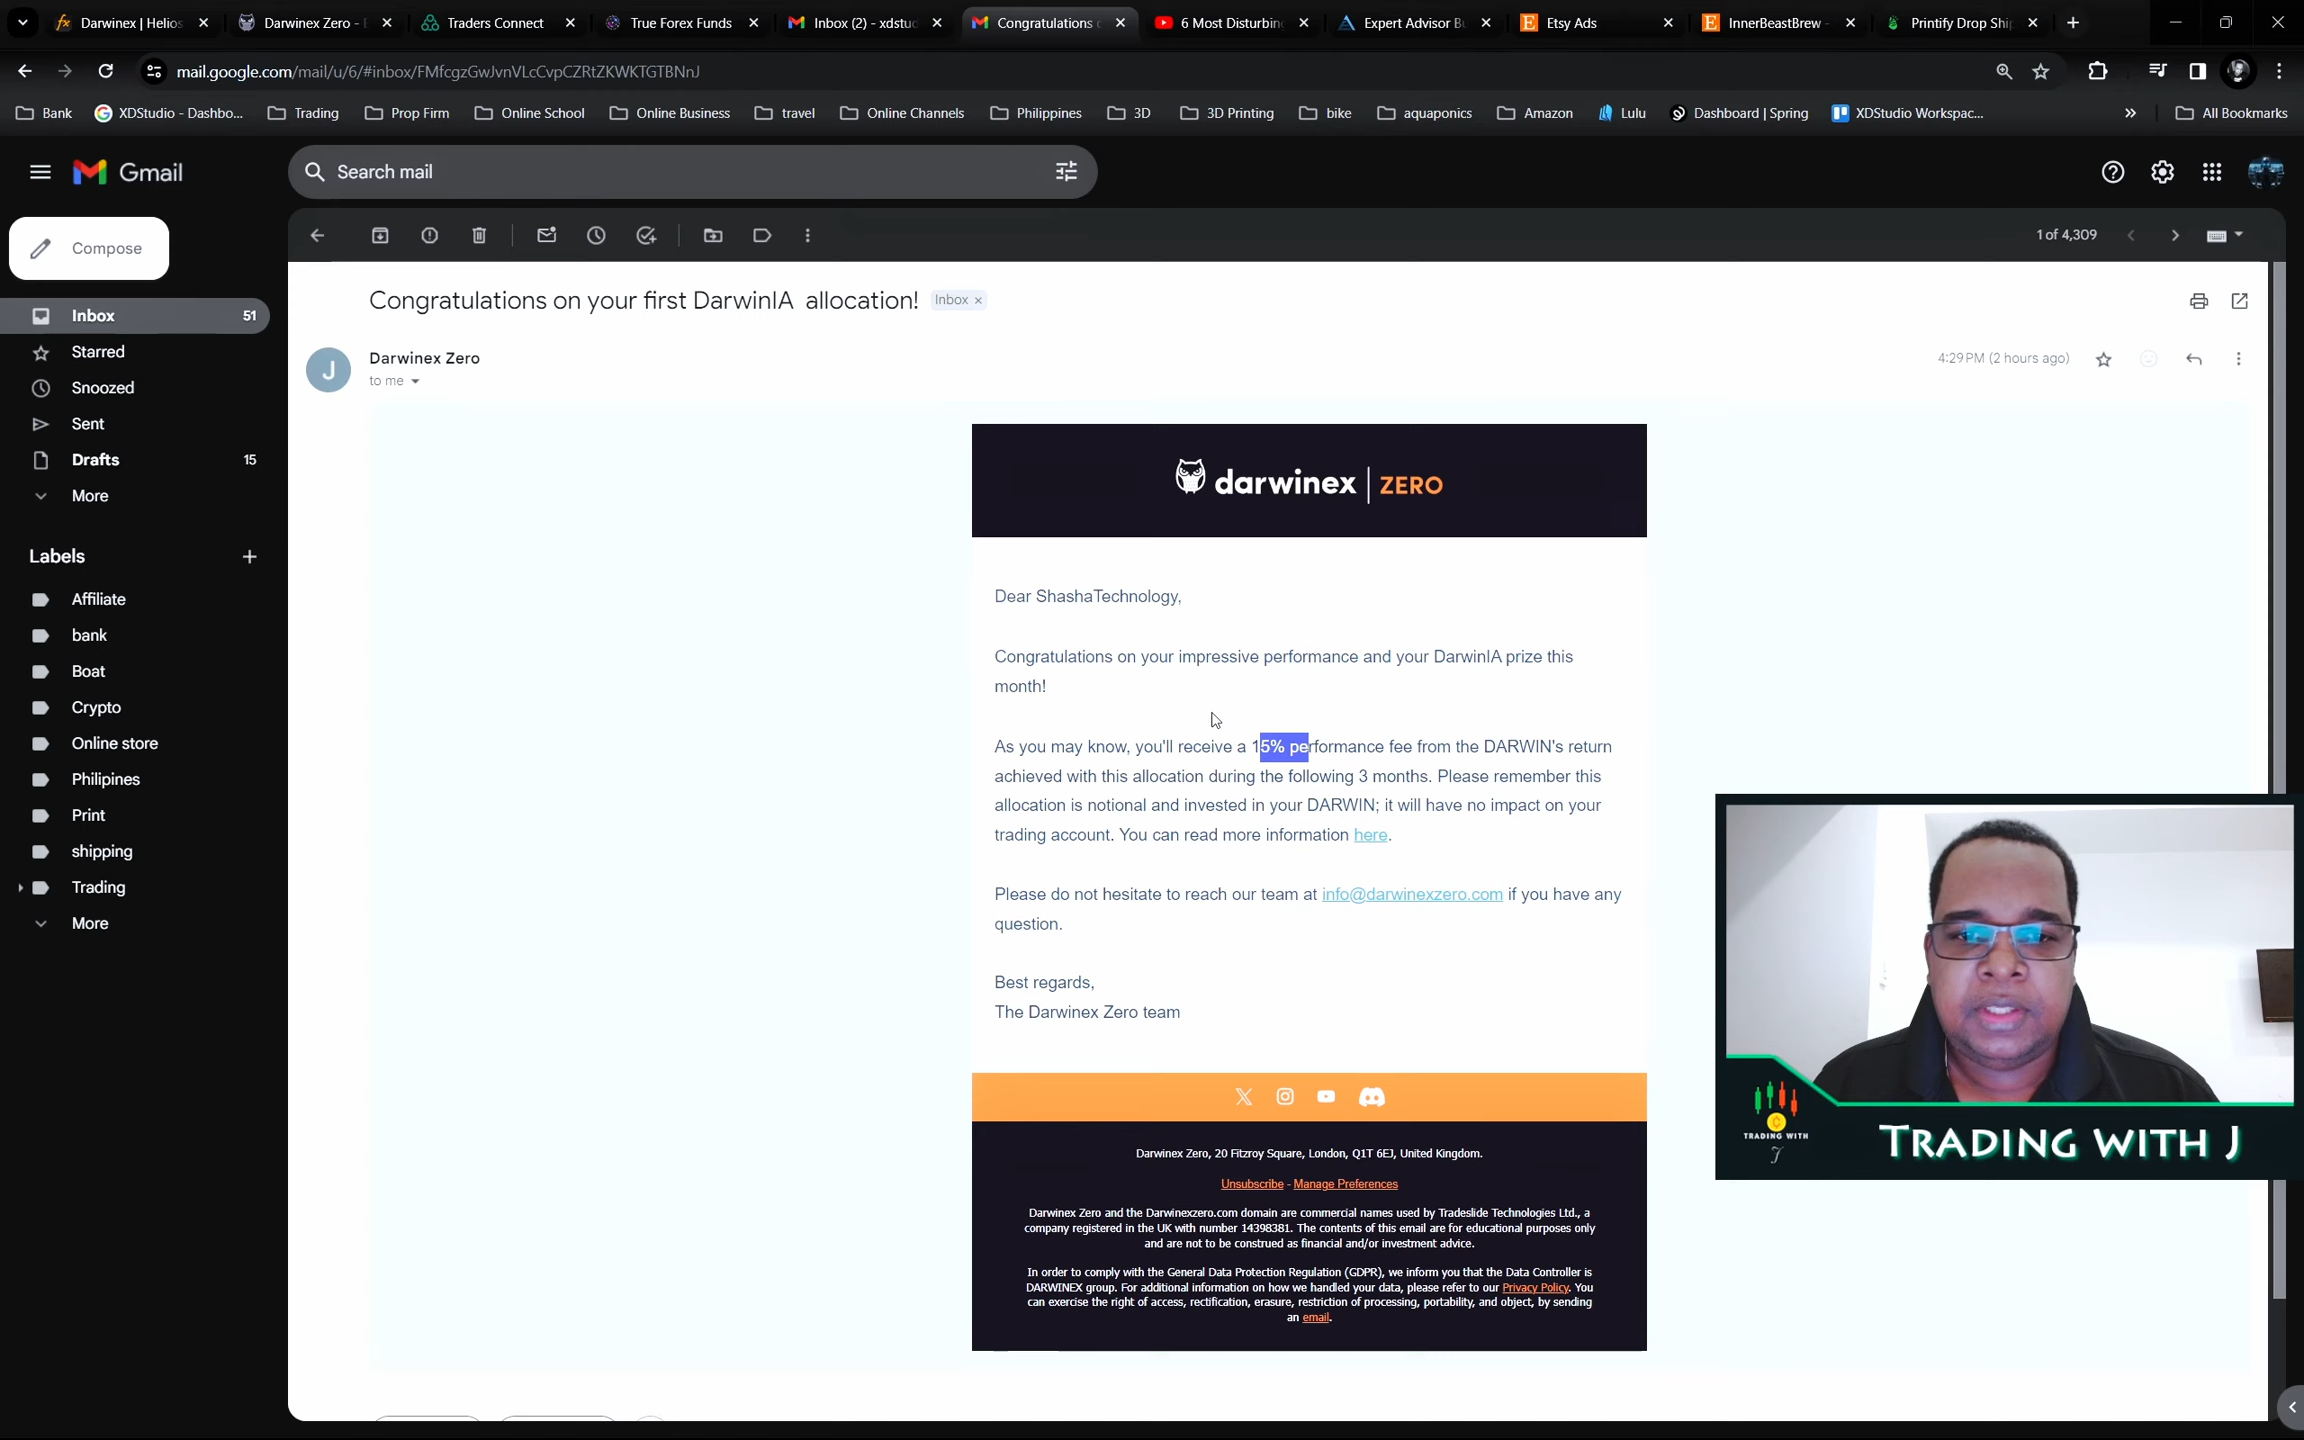 Darwinex | Helios
Darwinex Zero -
Traders Connect
True Forex Funds
Inbox (2) - xdstu
Congratulations
6 Most Disturbin
Expert Advisor B
Etsy Ads
InnerBeastBrew -
Printify Drop Shi
mail.google.com/mail/u/6/#inbox/FMfcgzGwJvnVLcCvpCZRtZKWKTGTBNnJ
Bank
XDStudio - Dashbo...
Trading
Prop Firm
Online School
Online Business
travel
Online Channels
Philippines
3D
3D Printing
bike
aquaponics
Amazon
Lulu
Dashboard | Spring
XDStudio Workspac...
All Bookmarks
Gmail
Search mail
Compose
1 of 4,309
Inbox 51
Starred
Snoozed
Sent
Drafts 15
More
Labels
Affiliate
bank
Boat
Crypto
Online store
Philipines
Print
shipping
Trading
More
Congratulations on your first DarwinIA allocation! Inbox
J
Darwinex Zero
to me
4:29 PM (2 hours ago)
darwinex | ZERO
Dear ShashaTechnology,
Congratulations on your impressive performance and your DarwinIA prize this
month!
As you may know, you'll receive a 15% performance fee from the DARWIN's return
achieved with this allocation during the following 3 months. Please remember this
allocation is notional and invested in your DARWIN; it will have no impact on your
trading account. You can read more information here.
Please do not hesitate to reach our team at info@darwinexzero.com if you have any
question.
Best regards,
The Darwinex Zero team
Darwinex Zero, 20 Fitzroy Square, London, Q1T 6EJ, United Kingdom.
Unsubscribe - Manage Preferences
Darwinex Zero and the Darwinexzero.com domain are commercial names used by Tradeslide Technologies Ltd., a
company registered in the UK with number 14398381. The contents of this email are for educational purposes only
and are not to be construed as financial and/or investment advice.
In order to comply with the General Data Protection Regulation (GDPR), we inform you that the Data Controller is
DARWINEX group. For additional information on how we handled your data, please refer to our Privacy Policy. You
can exercise the right of access, rectification, erasure, restriction of processing, portability, and object, by sending
an email.
TRADING WITH
J
TRADING WITH J